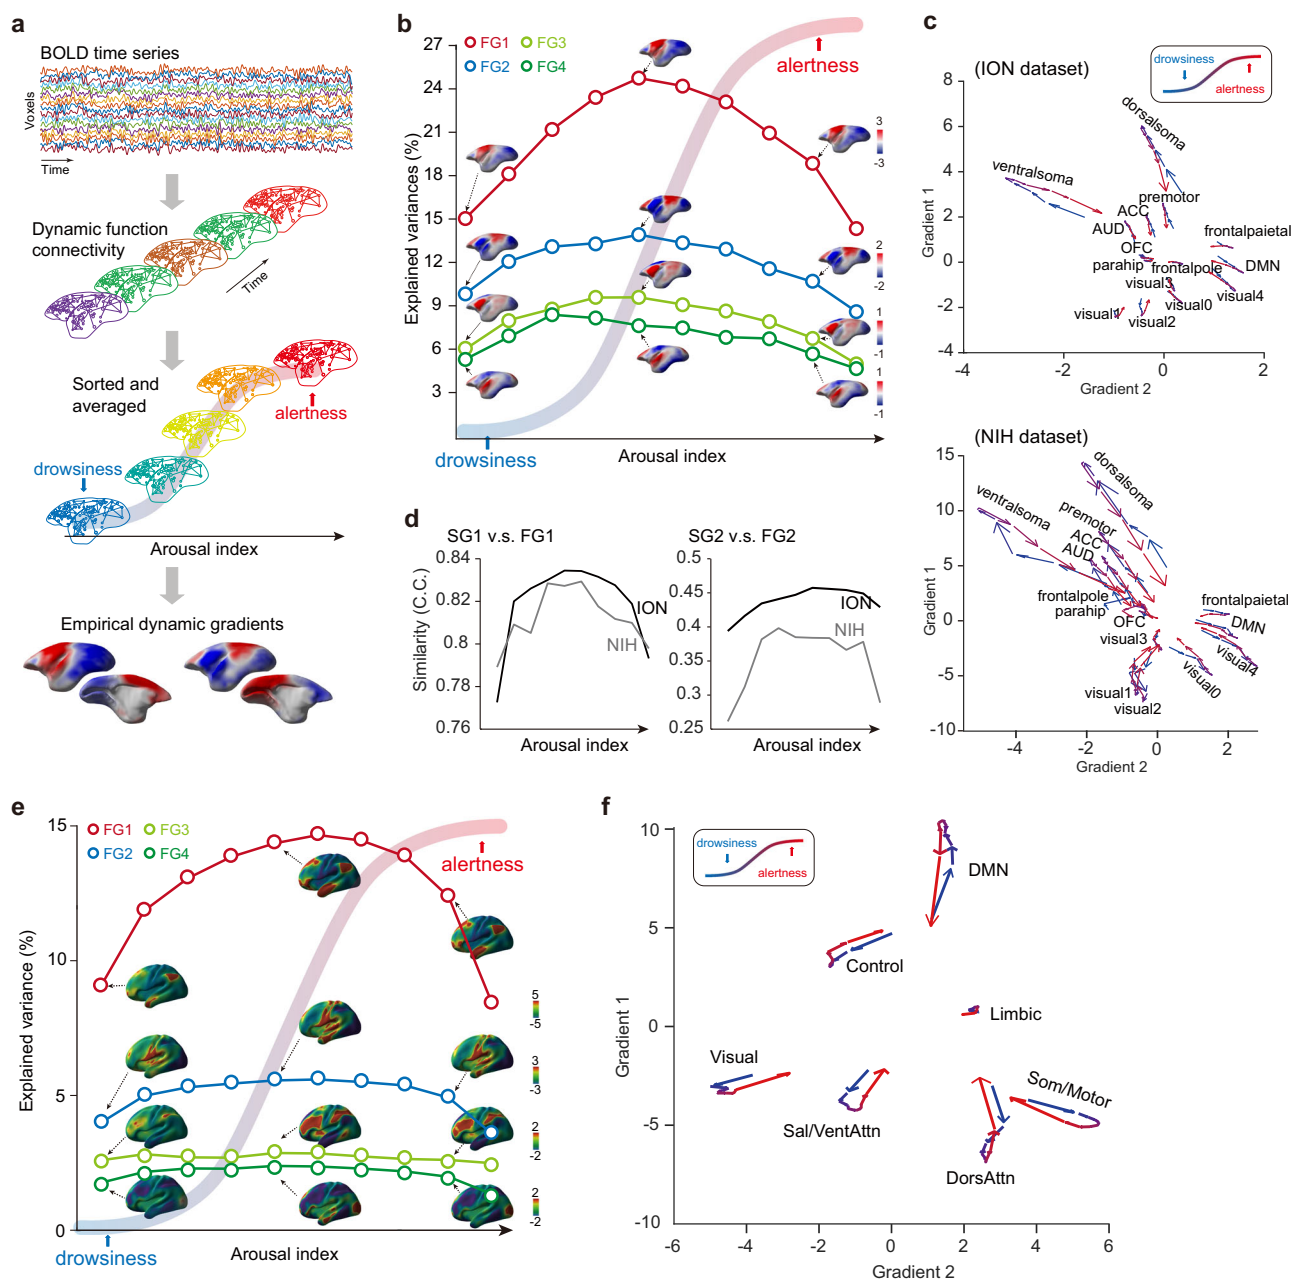 a
BOLD time series
Voxels
Time
Dynamic function
connectivity
Time
Sorted and
averaged
alertness
drowsiness
Arousal index
Empirical dynamic gradients
b
FG1
FG3
FG2
FG4
27
24
21
18
15
12
9
6
3
Explained variances (%)
alertness
3
-3
2
-2
1
-1
1
-1
drowsiness
Arousal index
c
(ION dataset)
drowsiness
alertness
8
6
4
2
0
-2
-4
Gradient 1
dorsalsoma
ventralsoma
premotor
ACC
AUD
OFC
frontalpaietal
parahip
frontalpole
DMN
visual3
visual4
visual1
visual0
visual2
-4
-2
0
2
Gradient 2
(NIH dataset)
15
10
5
0
-5
-10
Gradient 1
dorsalsoma
ventralsoma
premotor
ACC
AUD
frontalpole
parahip
frontalpaietal
OFC
DMN
visual3
visual4
visual0
visual1
visual2
-4
-2
0
2
Gradient 2
d
SG1 v.s. FG1
SG2 v.s. FG2
0.84
0.82
0.8
0.78
0.76
Similarity (C.C.)
ION
NIH
Arousal index
0.5
0.45
0.4
0.35
0.3
0.25
ION
NIH
Arousal index
e
15
10
5
0
Explained variance (%)
FG1
FG3
FG2
FG4
alertness
5
-5
3
-3
2
-2
2
-2
drowsiness
Arousal index
f
10
5
0
-5
-10
Gradient 1
drowsiness
alertness
DMN
Control
Limbic
Visual
Sal/VentAttn
Som/Motor
DorsAttn
-6
-4
-2
0
2
4
6
Gradient 2